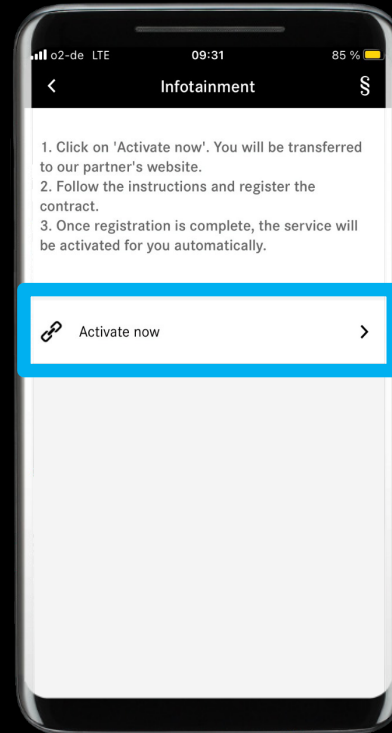 o2-de LTE 09:31 85 %
Infotainment §
1. Click on 'Activate now'. You will be transferred
to our partner's website.
2. Follow the instructions and register the
contract.
3. Once registration is complete, the service will
be activated for you automatically.
Activate now